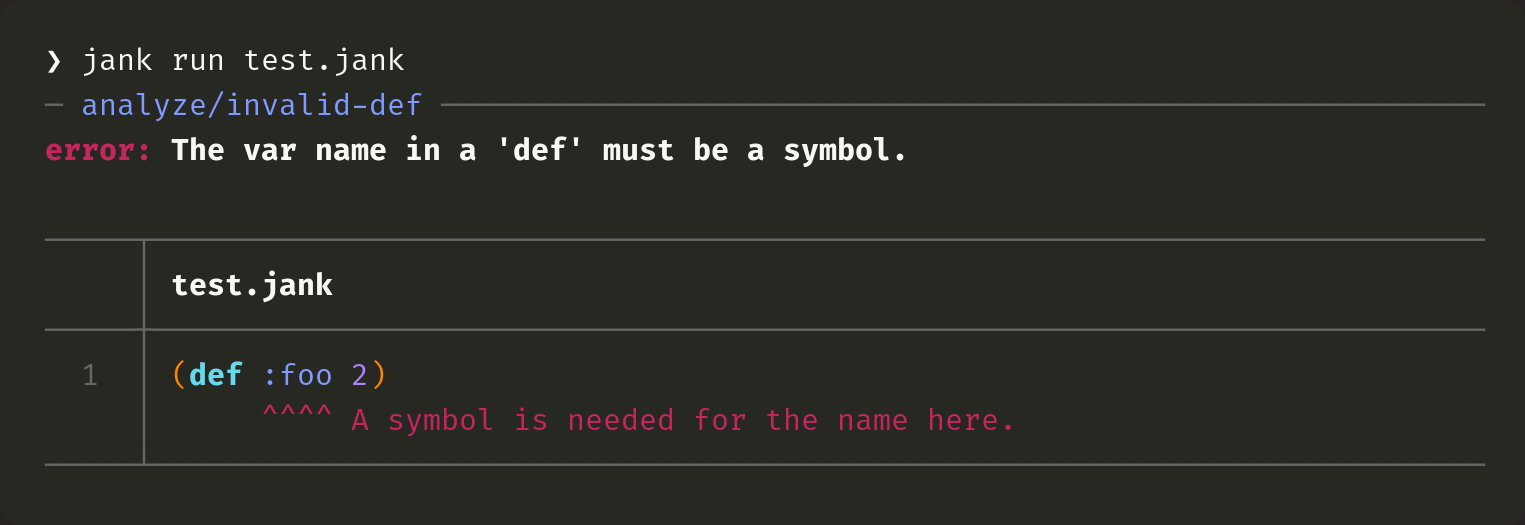 ❯ jank run test.jank
─ analyze/invalid-def ─
error: The var name in a 'def' must be a symbol.
test.jank
1 (def :foo 2)
^^^^ A symbol is needed for the name here.